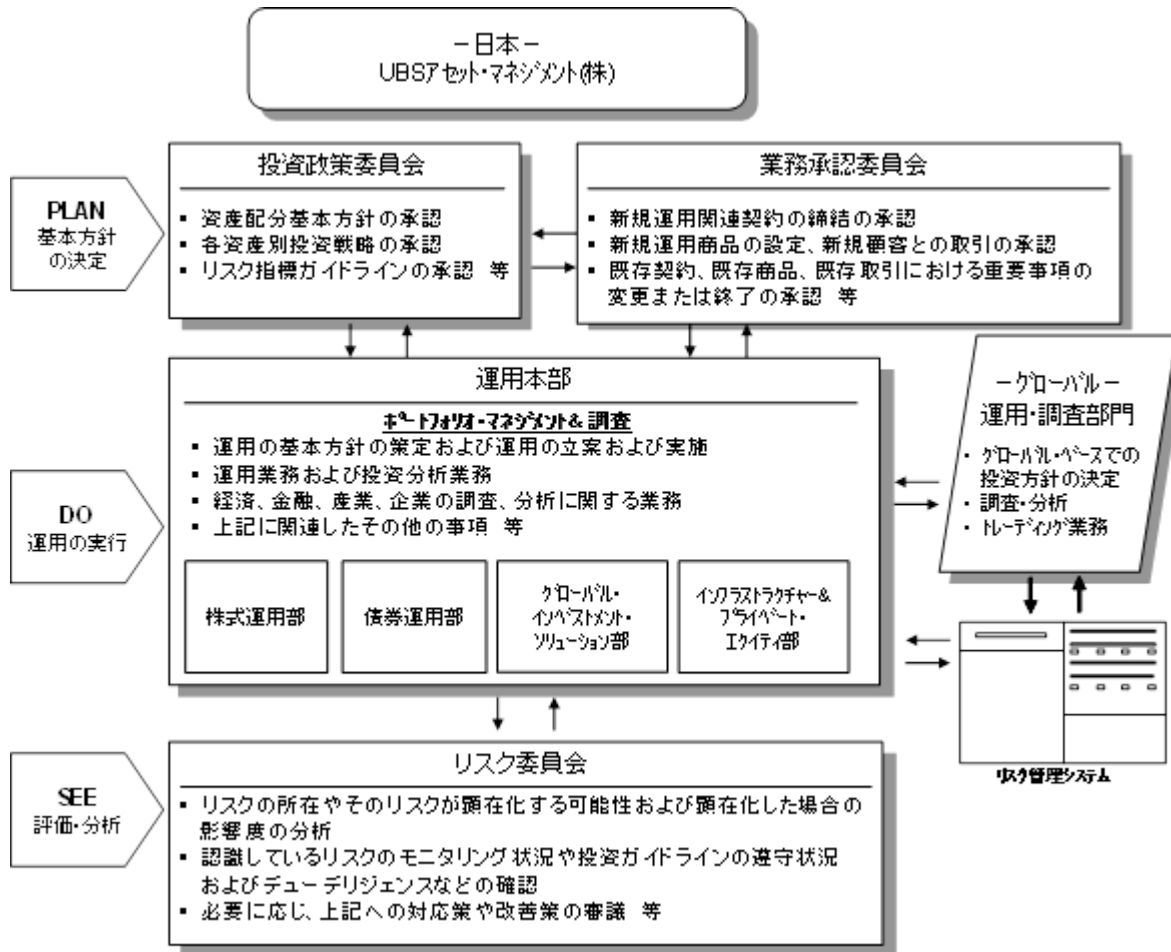 －日本－
UBSｱｾｯﾄ･ﾏﾈｼﾞﾒﾝﾄ(株)
PLAN
基本方針
の決定
投資政策委員会
▪ 資産配分基本方針の承認
▪ 各資産別投資戦略の承認
▪ リスク指標ガイドラインの承認 等
業務承認委員会
▪ 新規運用関連契約の締結の承認
▪ 新規運用商品の設定、新規顧客との取引の承認
▪ 既存契約、既存商品、既存取引における重要事項の
変更または終了の承認 等
DO
運用の実行
運用本部
ﾎﾟｰﾄﾌｫﾘｵ･ﾏﾈｼﾞﾒﾝﾄ& 調査
▪ 運用の基本方針の策定および運用の立案および実施
▪ 運用業務および投資分析業務
▪ 経済、金融、産業、企業の調査、分析に関する業務
▪ 上記に関連したその他の事項 等
株式運用部
債券運用部
ｸﾞﾛｰﾊﾞﾙ･
ｲﾝﾍﾞｽﾄﾒﾝﾄ･
ｿﾘｭｰｼｮﾝ部
ｲﾝﾌﾗｽﾄﾗｸﾁｬｰ&
ﾌﾟﾗｲﾍﾞｰﾄ･
ｴｸｲﾃｨ部
－ｸﾞﾛｰﾊﾞﾙ－
運用･調査部門
▪ ｸﾞﾛｰﾊﾞﾙ･ﾍﾞｰｽでの
投資方針の決定
▪ 調査･分析
▪ ﾄﾚｰﾃﾞｨﾝｸﾞ業務
ﾘｽｸ管理ｼｽﾃﾑ
SEE
評価･分析
リスク委員会
▪ リスクの所在やそのリスクが顕在化する可能性および顕在化した場合の
影響度の分析
▪ 認識しているリスクのモニタリング状況や投資ガイドラインの遵守状況
およびデューデリジェンスなどの確認
▪ 必要に応じ、上記への対応策や改善策の審議 等